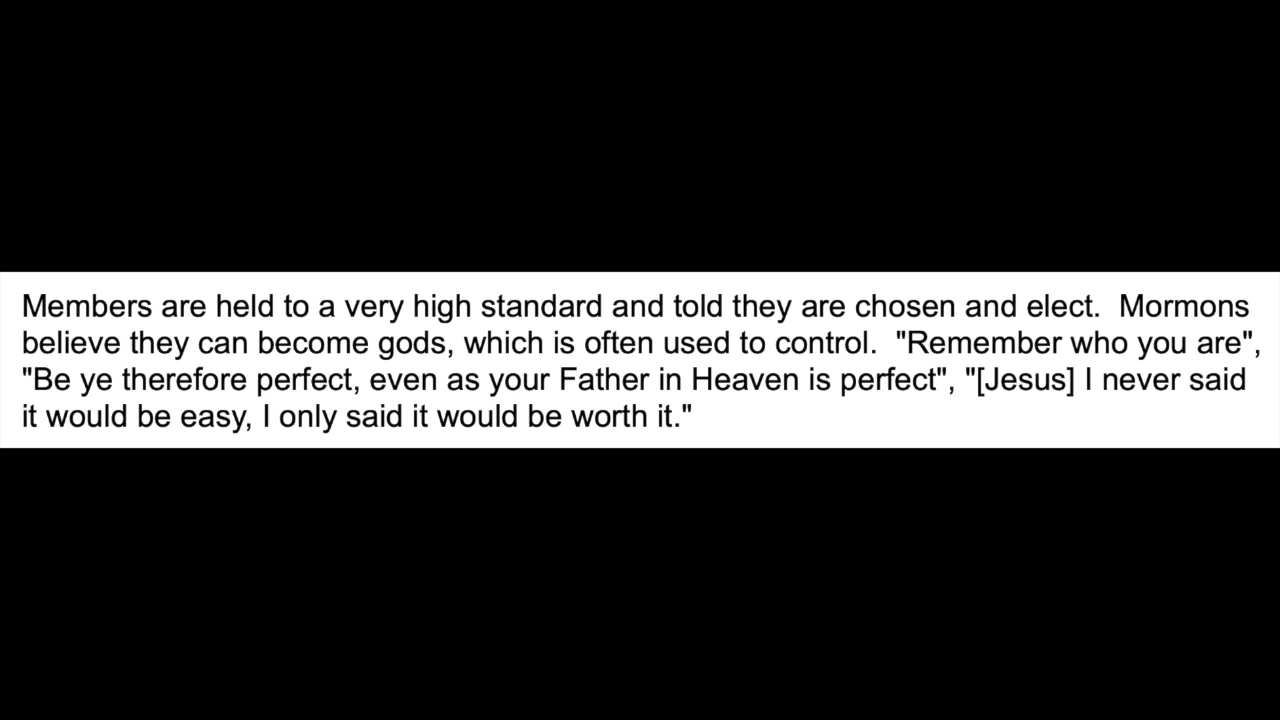 Members are held to a very high standard and told they are chosen and elect.  Mormons
believe they can become gods, which is often used to control.  "Remember who you are",
"Be ye therefore perfect, even as your Father in Heaven is perfect", "[Jesus] I never said
it would be easy, I only said it would be worth it."